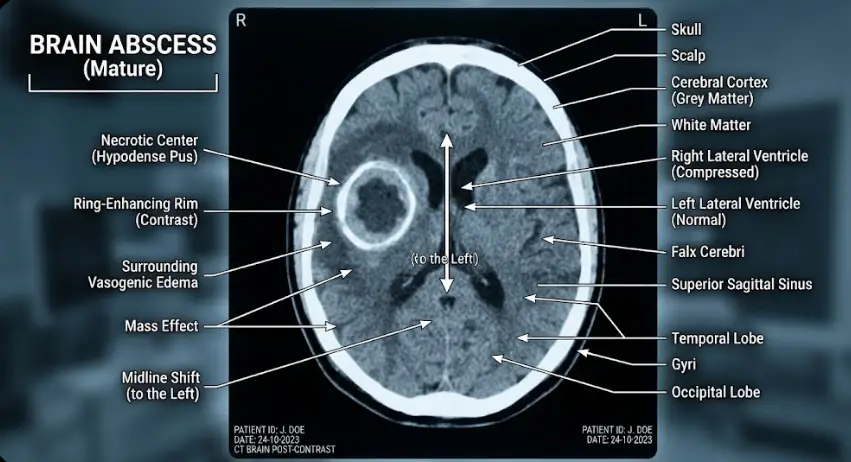 BRAIN ABSCESS
(Mature)
R
L
Necrotic Center
(Hypodense Pus)
Ring-Enhancing Rim
(Contrast)
Surrounding
Vasogenic Edema
Mass Effect
Midline Shift
(to the Left)
(to the Left)
Skull
Scalp
Cerebral Cortex
(Grey Matter)
White Matter
Right Lateral Ventricle
(Compressed)
Left Lateral Ventricle
(Normal)
Falx Cerebri
Superior Sagittal Sinus
Temporal Lobe
Gyri
Occipital Lobe
PATIENT ID: J. DOE
DATE: 24-10-2023
CT BRAIN POST-CONTRAST
PATIENT ID: J. DOE
DATE: 24-10-2023